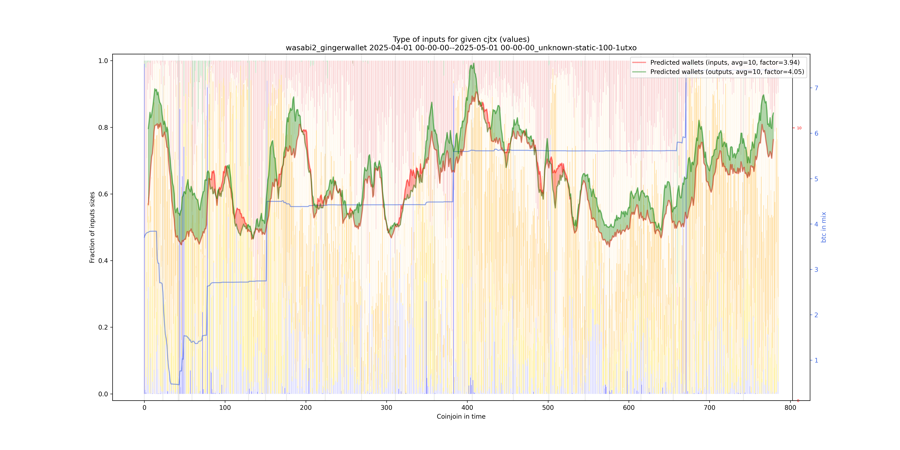 Type of inputs for given cjtx (values)
wasabi2_gingerwallet 2025-04-01 00-00-00--2025-05-01 00-00-00_unknown-static-100-1utxo
Predicted wallets (inputs, avg=10, factor=3.94)
Predicted wallets (outputs, avg=10, factor=4.05)
Fraction of inputs sizes
1.0
0.8
0.6
0.4
0.2
0.0
0 100 200 300 400 500 600 700 800
Coinjoin in time
7
6
5
4
3
2
1
btc in mix